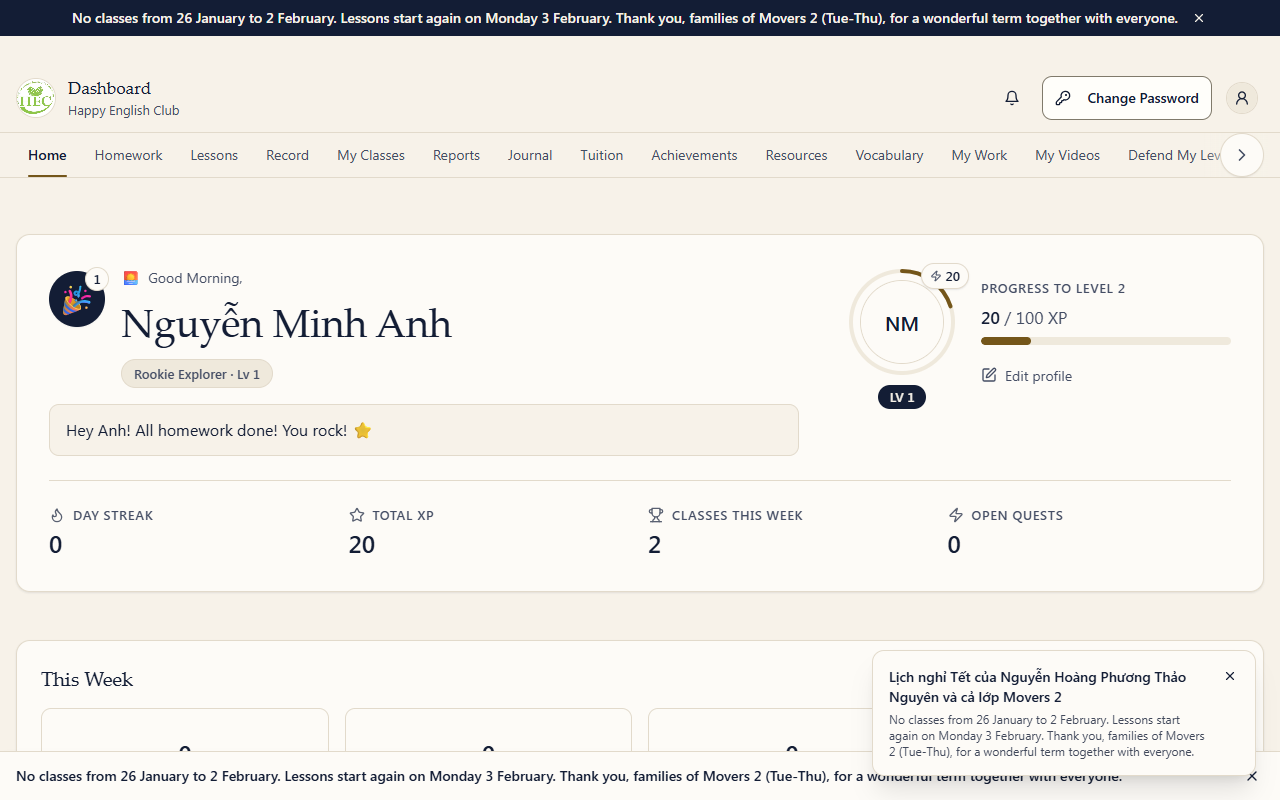 No classes from 26 January to 2 February. Lessons start again on Monday 3 February. Thank you, families of Movers 2 (Tue-Thu), for a wonderful term together with everyone.
HEC
Dashboard
Happy English Club
Change Password
Home
Homework
Lessons
Record
My Classes
Reports
Journal
Tuition
Achievements
Resources
Vocabulary
My Work
My Videos
Defend My Lev
1
Good Morning,
Nguyễn Minh Anh
Rookie Explorer · Lv 1
Hey Anh! All homework done! You rock! ⭐
20
NM
LV 1
PROGRESS TO LEVEL 2
20 / 100 XP
Edit profile
DAY STREAK
0
TOTAL XP
20
CLASSES THIS WEEK
2
OPEN QUESTS
0
This Week
Lịch nghỉ Tết của Nguyễn Hoàng Phương Thảo
Nguyên và cả lớp Movers 2
No classes from 26 January to 2 February. Lessons start
again on Monday 3 February. Thank you, families of Movers
2 (Tue-Thu), for a wonderful term together with everyone.
No classes from 26 January to 2 February. Lessons start again on Monday 3 February. Thank you, families of Movers 2 (Tue-Thu), for a wonderful term together with everyone.